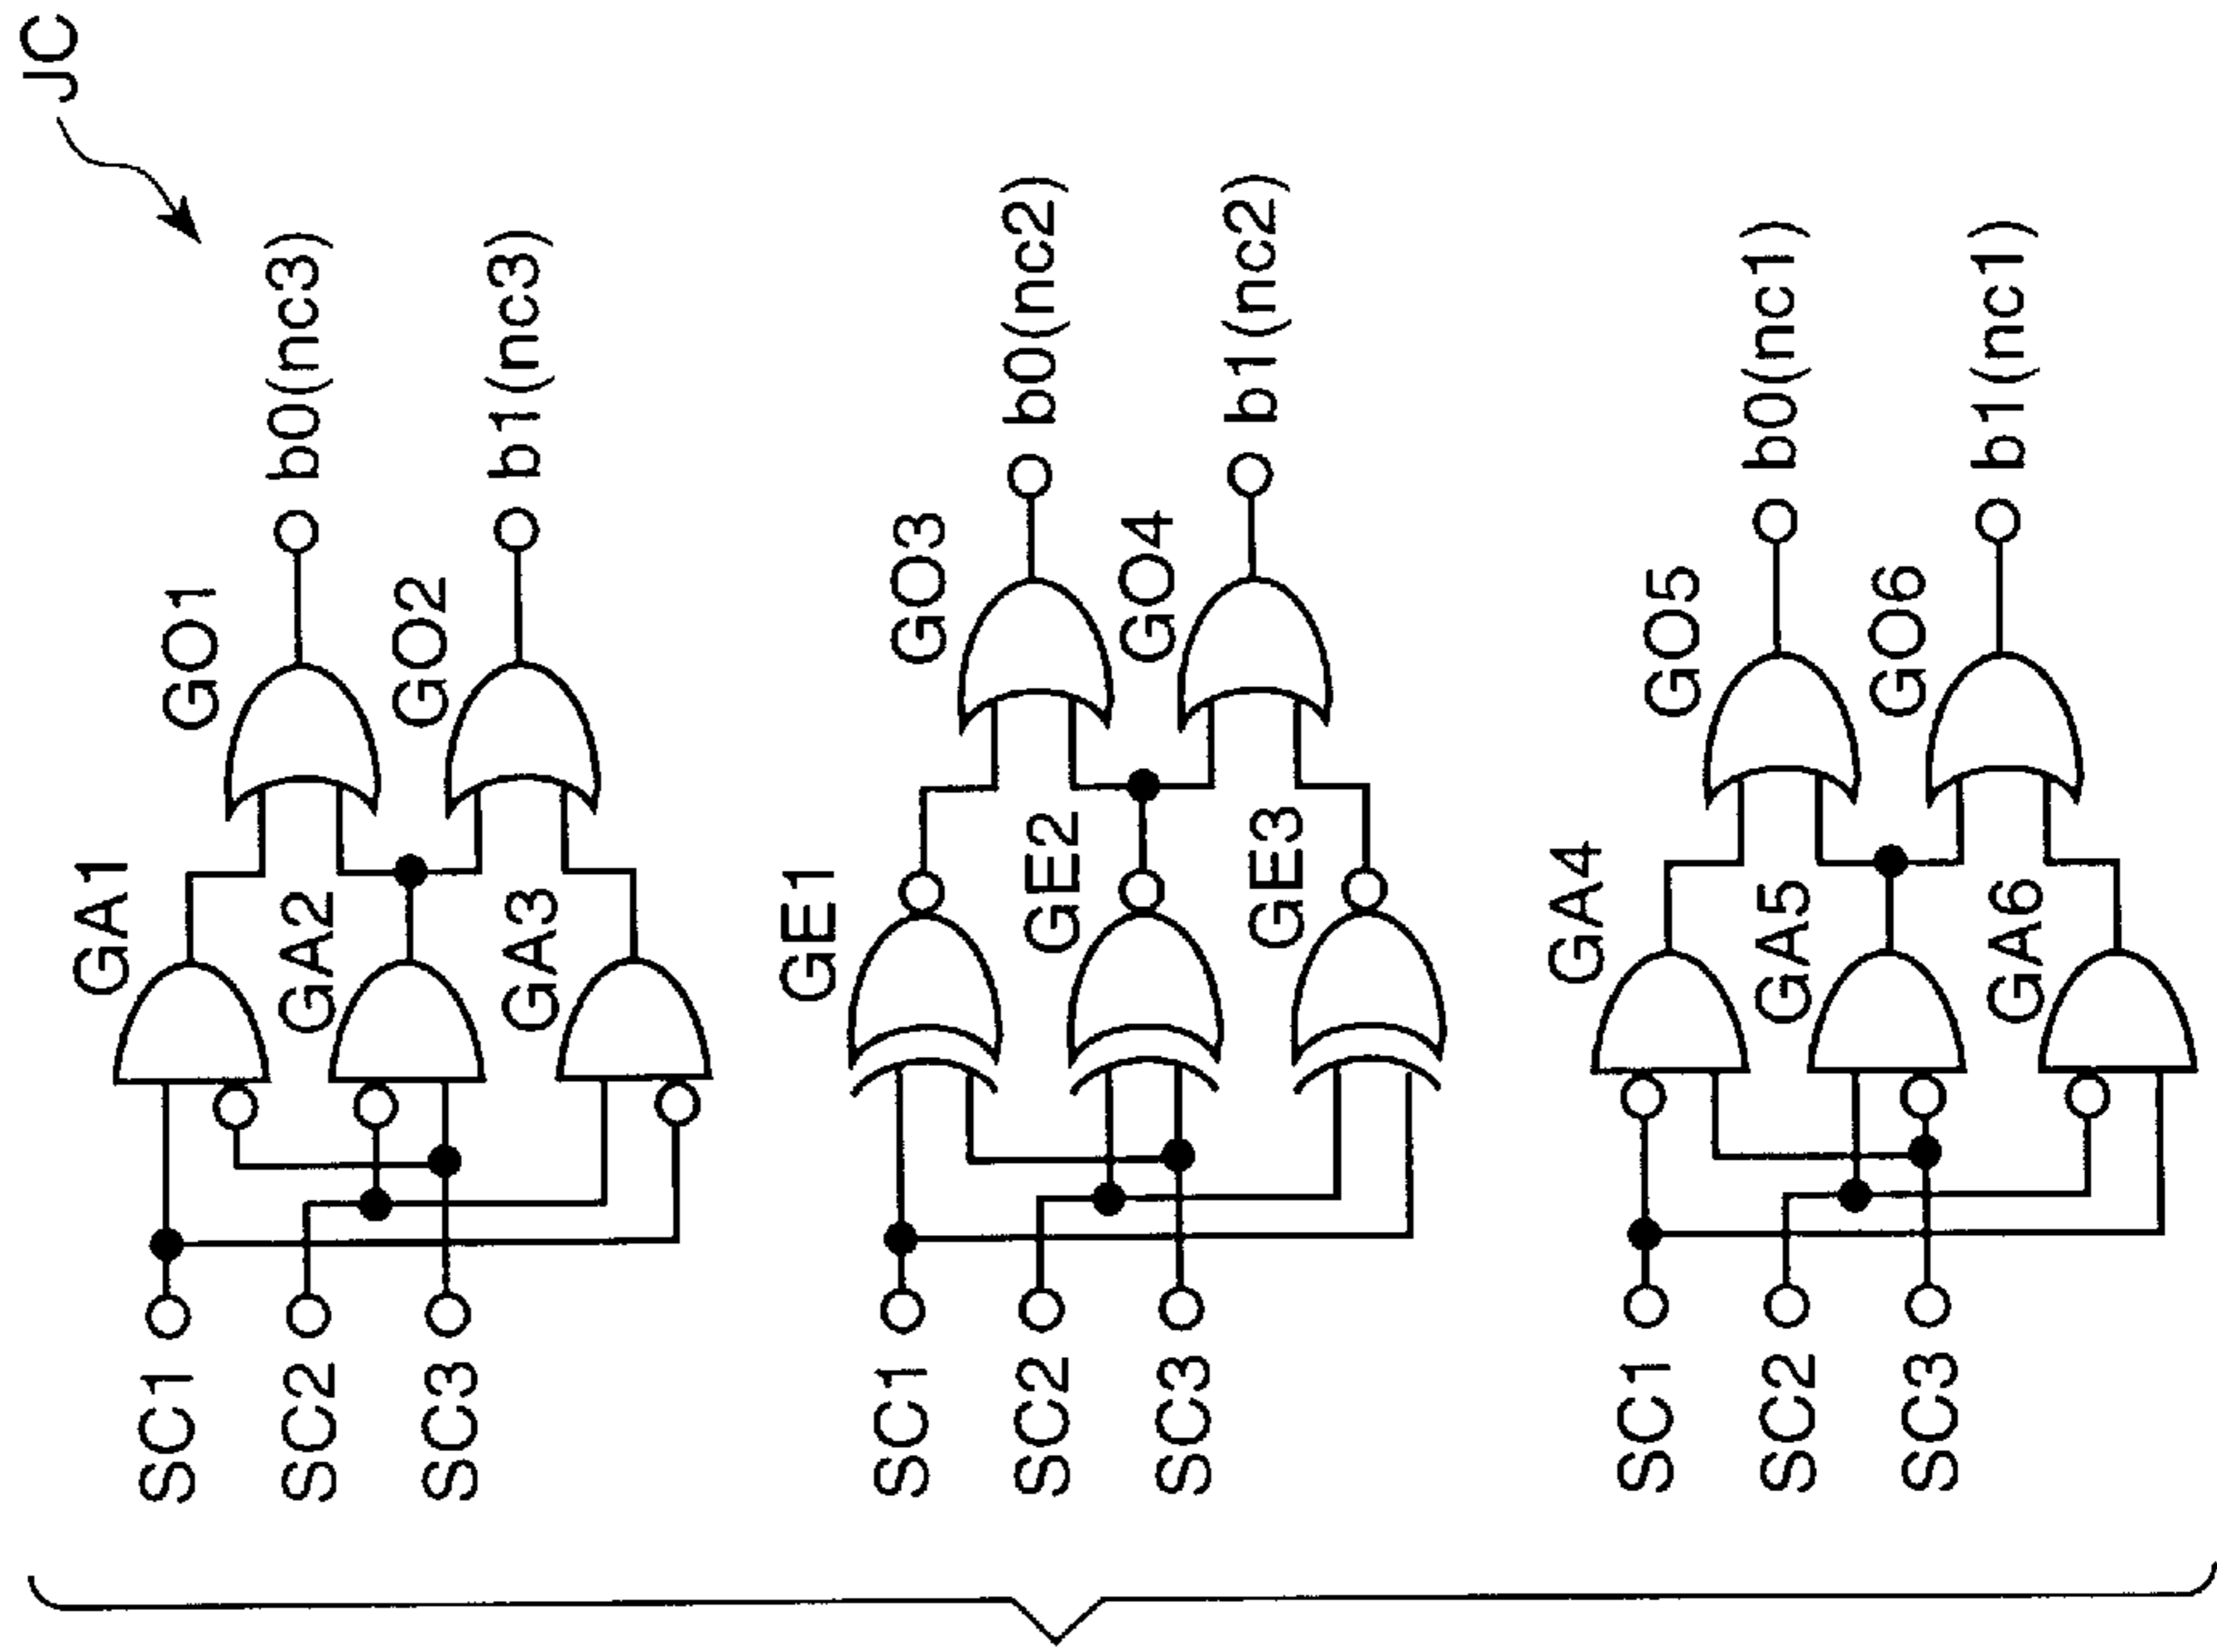 JC
GA1
GO1
b0(nc3)
SC1
GA2
GO2
b1(nc3)
SC2
GA3
SC3
GE1
GO3
b0(nc2)
SC1
GE2
GO4
b1(nc2)
SC2
GE3
SC3
GA4
GO5
b0(nc1)
SC1
GA5
GO6
b1(nc1)
SC2
GA6
SC3